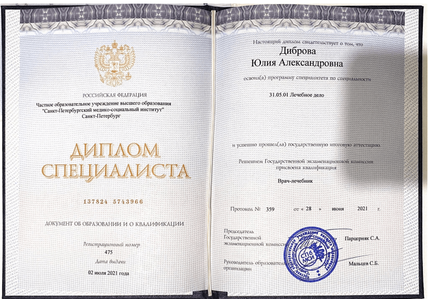 РОССИЙСКАЯ ФЕДЕРАЦИЯ
Частное образовательное учреждение высшего образования
"Санкт-Петербургский медико-социальный институт"
Санкт-Петербург
ДИПЛОМ
СПЕЦИАЛИСТА
137824 5743966
ДОКУМЕНТ ОБ ОБРАЗОВАНИИ И О КВАЛИФИКАЦИИ
Регистрационный номер
475
Дата выдачи
02 июля 2021 года
Настоящий диплом свидетельствует о том, что
Диброва
Юлия Александровна
освоил(а) программу специалитета по специальности
31.05.01 Лечебное дело
и успешно прошел(ла) государственную итоговую аттестацию
Решением Государственной экзаменационной комиссии
присвоена квалификация
Врач-лечебник
Протокол № 359 от « 28 » июня 2021 г.
Председатель
Государственной
экзаменационной комиссии
Парцерняк С.А.
Руководитель образовательной
организации
Мальцев С.Б.